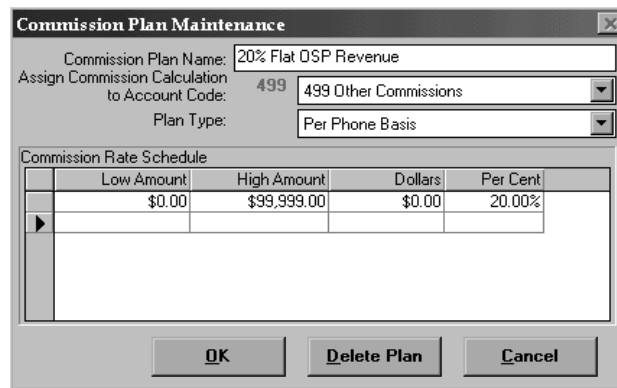 Commission Plan Maintenance
Commission Plan Name: 20% Flat OSP Revenue
Assign Commission Calculation
to Account Code: 499 499 Other Commissions
Plan Type: Per Phone Basis
Commission Rate Schedule
Low Amount High Amount Dollars Per Cent
$0.00 $99,999.00 $0.00 20.00%
OK Delete Plan Cancel